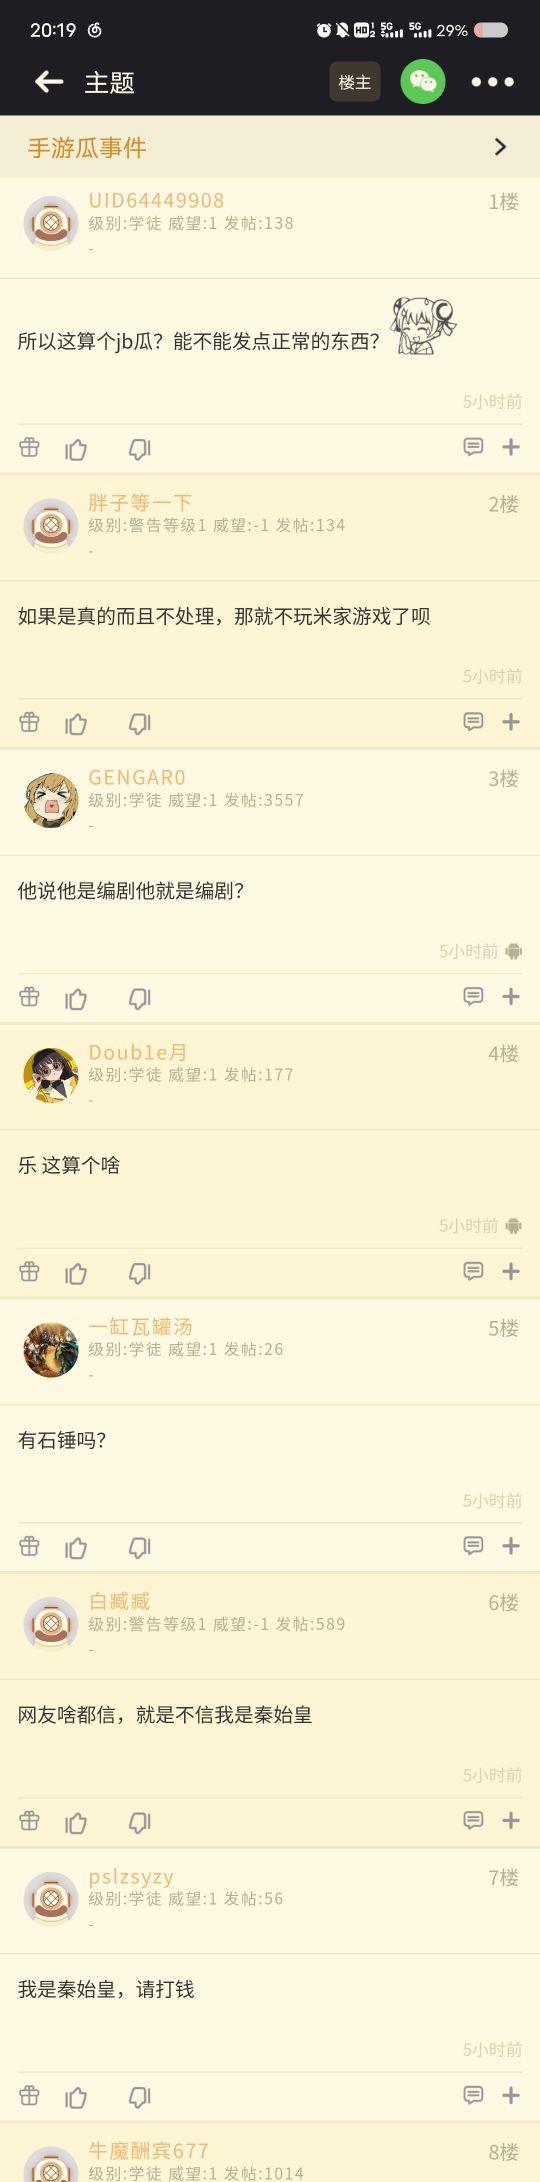 20:19
HD 1 2 5G 5G 29%
主题
楼主
手游瓜事件
UID64449908
1楼
级别:学徒 威望:1 发帖:138
-
所以这算个jb瓜？能不能发点正常的东西？
5小时前
胖子等一下
2楼
级别:警告等级1 威望:-1 发帖:134
-
如果是真的而且不处理，那就不玩米家游戏了呗
5小时前
GENGAR0
3楼
级别:学徒 威望:1 发帖:3557
-
他说他是编剧他就是编剧？
5小时前
Doub1e月
4楼
级别:学徒 威望:1 发帖:177
-
乐 这算个啥
5小时前
一缸瓦罐汤
5楼
级别:学徒 威望:1 发帖:26
-
有石锤吗？
5小时前
白臧臧
6楼
级别:警告等级1 威望:-1 发帖:589
-
网友啥都信，就是不信我是秦始皇
5小时前
pslzsyzy
7楼
级别:学徒 威望:1 发帖:56
-
我是秦始皇，请打钱
5小时前
牛魔酬宾677
8楼
级别:学徒 威望:1 发帖:1014